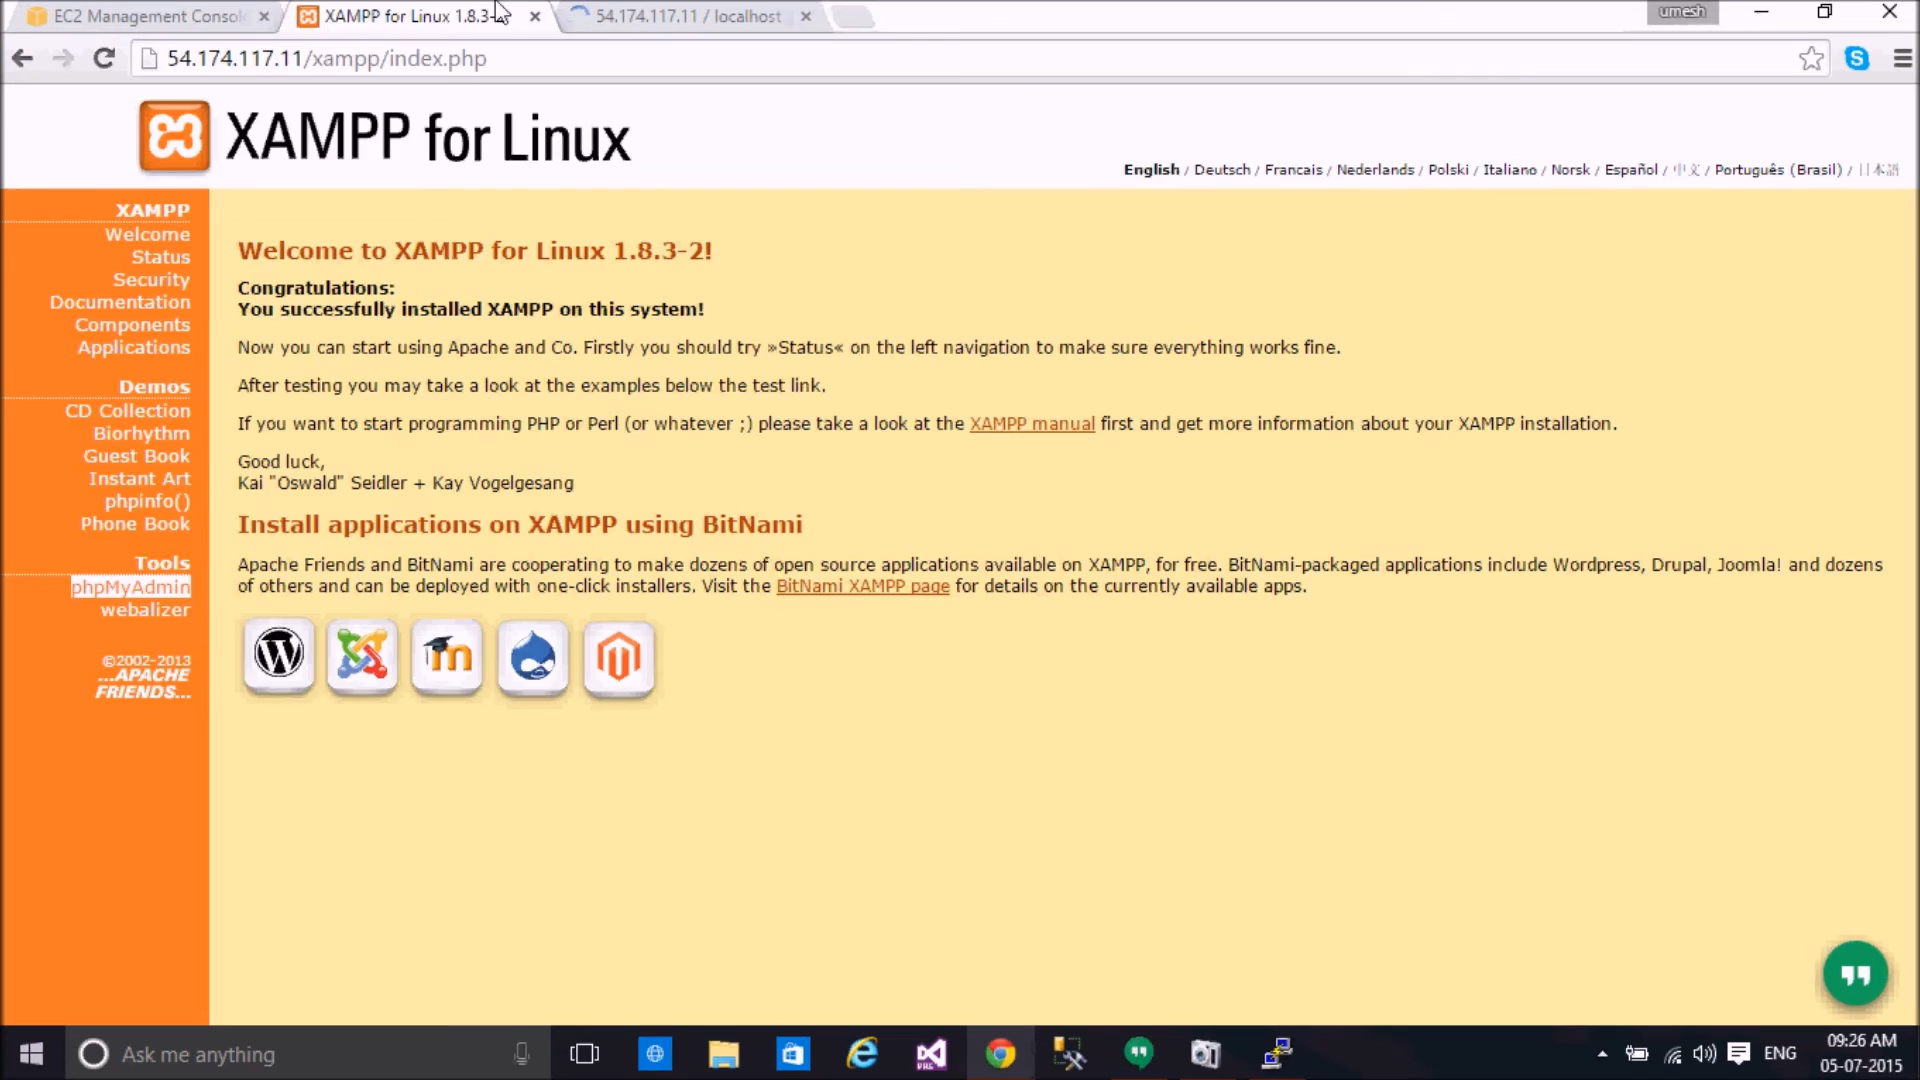 EC2 Management Consol
XAMPP for Linux 1.8.3-
54.174.117.11 / localhost
umesh
54.174.117.11/xampp/index.php
XAMPP for Linux
English / Deutsch / Francais / Nederlands / Polski / Italiano / Norsk / Español / 中文 / Português (Brasil) / 日本語
XAMPP
Welcome
Status
Security
Documentation
Components
Applications
Demos
CD Collection
Biorhythm
Guest Book
Instant Art
phpinfo()
Phone Book
Tools
phpMyAdmin
webalizer
©2002-2013
...APACHE
FRIENDS...
Welcome to XAMPP for Linux 1.8.3-2!
Congratulations:
You successfully installed XAMPP on this system!
Now you can start using Apache and Co. Firstly you should try »Status« on the left navigation to make sure everything works fine.
After testing you may take a look at the examples below the test link.
If you want to start programming PHP or Perl (or whatever ;) please take a look at the XAMPP manual first and get more information about your XAMPP installation.
Good luck,
Kai "Oswald" Seidler + Kay Vogelgesang
Install applications on XAMPP using BitNami
Apache Friends and BitNami are cooperating to make dozens of open source applications available on XAMPP, for free. BitNami-packaged applications include Wordpress, Drupal, Joomla! and dozens
of others and can be deployed with one-click installers. Visit the BitNami XAMPP page for details on the currently available apps.
Ask me anything
PRE
ENG
09:26 AM
05-07-2015